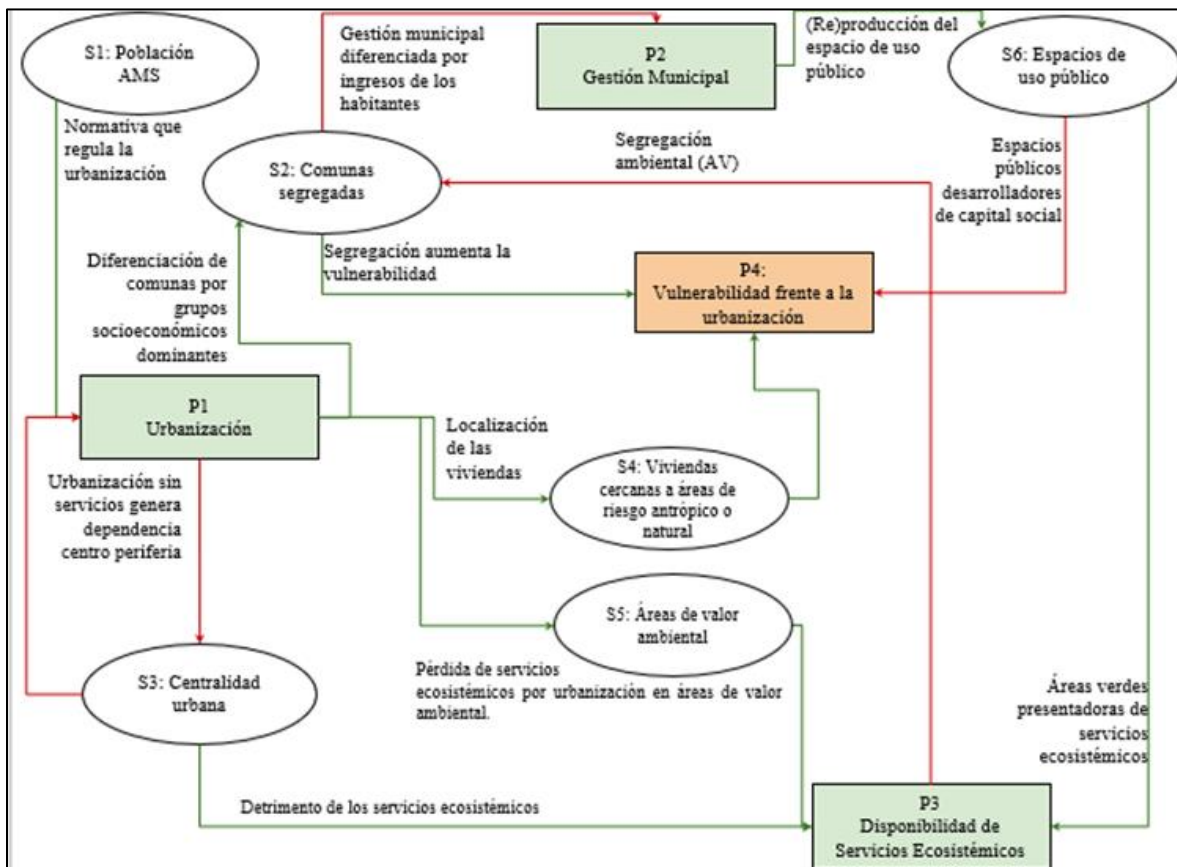 S1: Población
AMS
Gestión municipal
diferenciada por
ingresos de los
habitantes
P2
Gestión Municipal
(Re)producción del
espacio de uso
público
S6: Espacios de
uso público
Normativa que
regula la
urbanización
S2: Comunas
segregadas
Segregación
ambiental (AV)
Espacios
públicos
desarrolladores
de capital social
Segregación aumenta la
vulnerabilidad
Diferenciación de
comunas por
grupos
socioeconómicos
dominantes
P4:
Vulnerabilidad frente a la
urbanización
P1
Urbanización
Localización
de las
viviendas
S4: Viviendas
cercanas a áreas de
riesgo antrópico o
natural
Urbanización sin
servicios genera
dependencia
centro periferia
S5: Áreas de valor
ambiental
S3: Centralidad
urbana
Pérdida de servicios
ecosistémicos por urbanización en áreas de valor
ambiental.
Áreas verdes
presentadoras de
servicios
ecosistémicos
Detrimento de los servicios ecosistémicos
P3
Disponibilidad de
Servicios Ecosistémicos